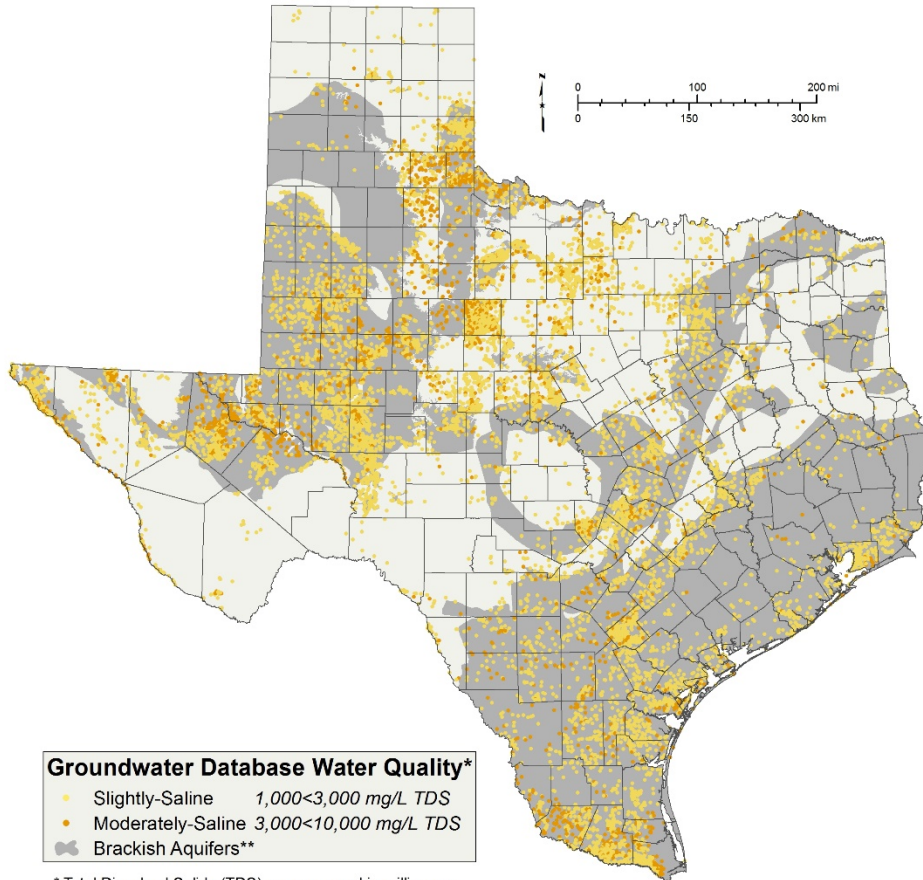 N
0 100 200 mi
0 150 300 km
Groundwater Database Water Quality*
Slightly-Saline 1,000<3,000 mg/L TDS
Moderately-Saline 3,000<10,000 mg/L TDS
Brackish Aquifers**